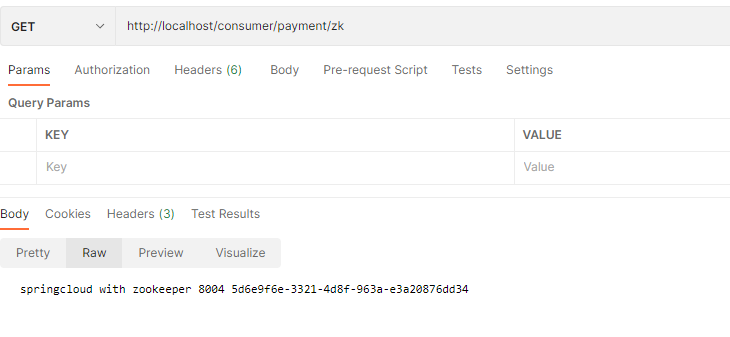 GET http://localhost/consumer/payment/zk
Params Authorization Headers (6) Body Pre-request Script Tests Settings
Query Params
KEY VALUE
Key Value
Body Cookies Headers (3) Test Results
Pretty Raw Preview Visualize
springcloud with zookeeper 8004 5d6e9f6e-3321-4d8f-963a-e3a20876dd34